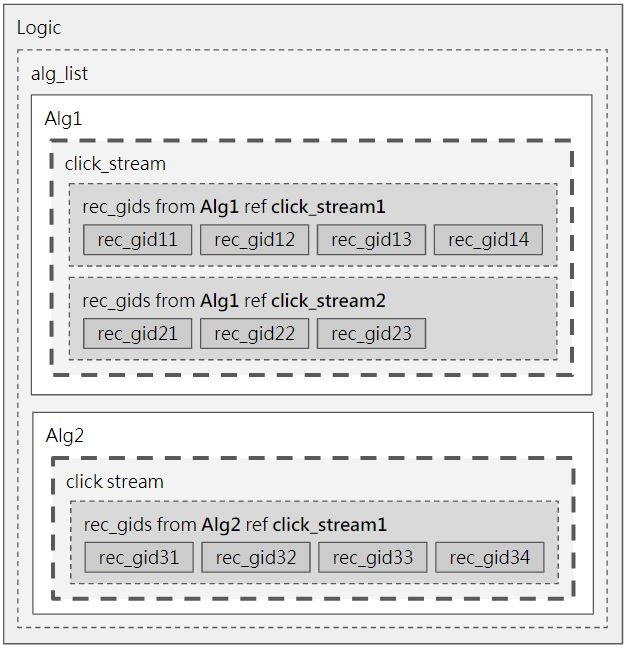 Logic
alg_list
Alg1
click_stream
rec_gids from Alg1 ref click_stream1
rec_gid11 rec_gid12 rec_gid13 rec_gid14
rec_gids from Alg1 ref click_stream2
rec_gid21 rec_gid22 rec_gid23
Alg2
click stream
rec_gids from Alg2 ref click_stream1
rec_gid31 rec_gid32 rec_gid33 rec_gid34